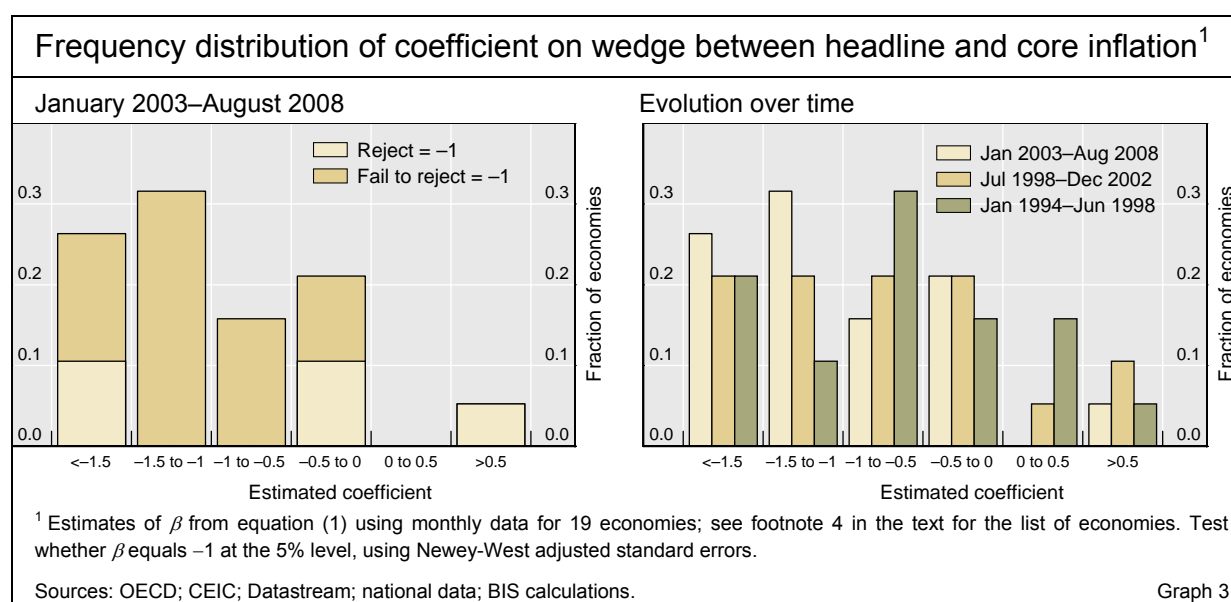 Frequency distribution of coefficient on wedge between headline and core inflation1
January 2003–August 2008
Reject = –1
Fail to reject = –1
0.3
0.2
0.1
0.0
0.3
0.2
0.1
0.0
Fraction of economies
<–1.5 –1.5 to –1 –1 to –0.5 –0.5 to 0 0 to 0.5 >0.5
Estimated coefficient
Evolution over time
Jan 2003–Aug 2008
Jul 1998–Dec 2002
Jan 1994–Jun 1998
0.3
0.2
0.1
0.0
0.3
0.2
0.1
0.0
Fraction of economies
<–1.5 –1.5 to –1 –1 to –0.5 –0.5 to 0 0 to 0.5 >0.5
Estimated coefficient
1 Estimates of β from equation (1) using monthly data for 19 economies; see footnote 4 in the text for the list of economies. Test
whether β equals –1 at the 5% level, using Newey-West adjusted standard errors.
Sources: OECD; CEIC; Datastream; national data; BIS calculations.
Graph 3